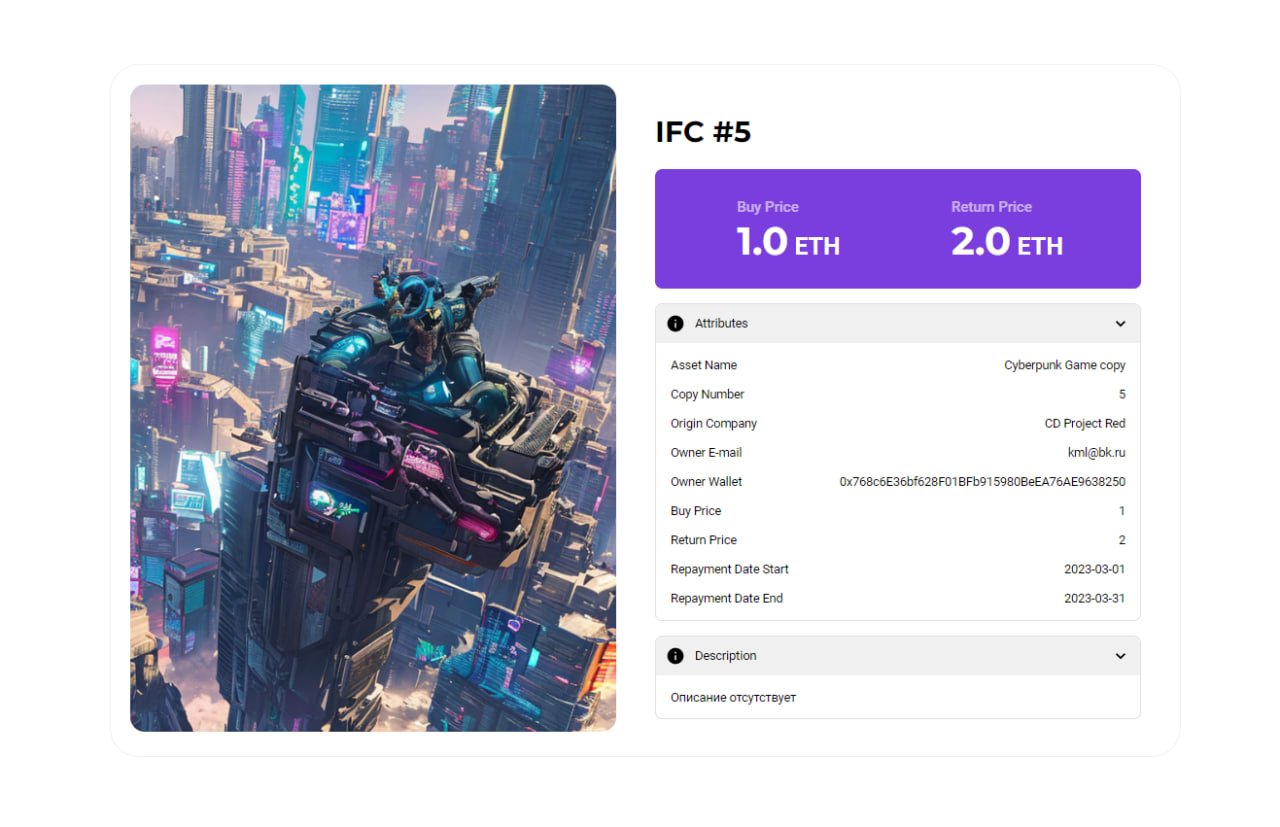 IFC #5
Buy Price Return Price
1.0 ETH 2.0 ETH
Attributes
Asset Name Cyberpunk Game copy
Copy Number 5
Origin Company CD Project Red
Owner E-mail kml@bk.ru
Owner Wallet 0x768c6E36bf628F01BFb915980BeEA76AE9638250
Buy Price 1
Return Price 2
Repayment Date Start 2023-03-01
Repayment Date End 2023-03-31
Description
Описание отсутствует